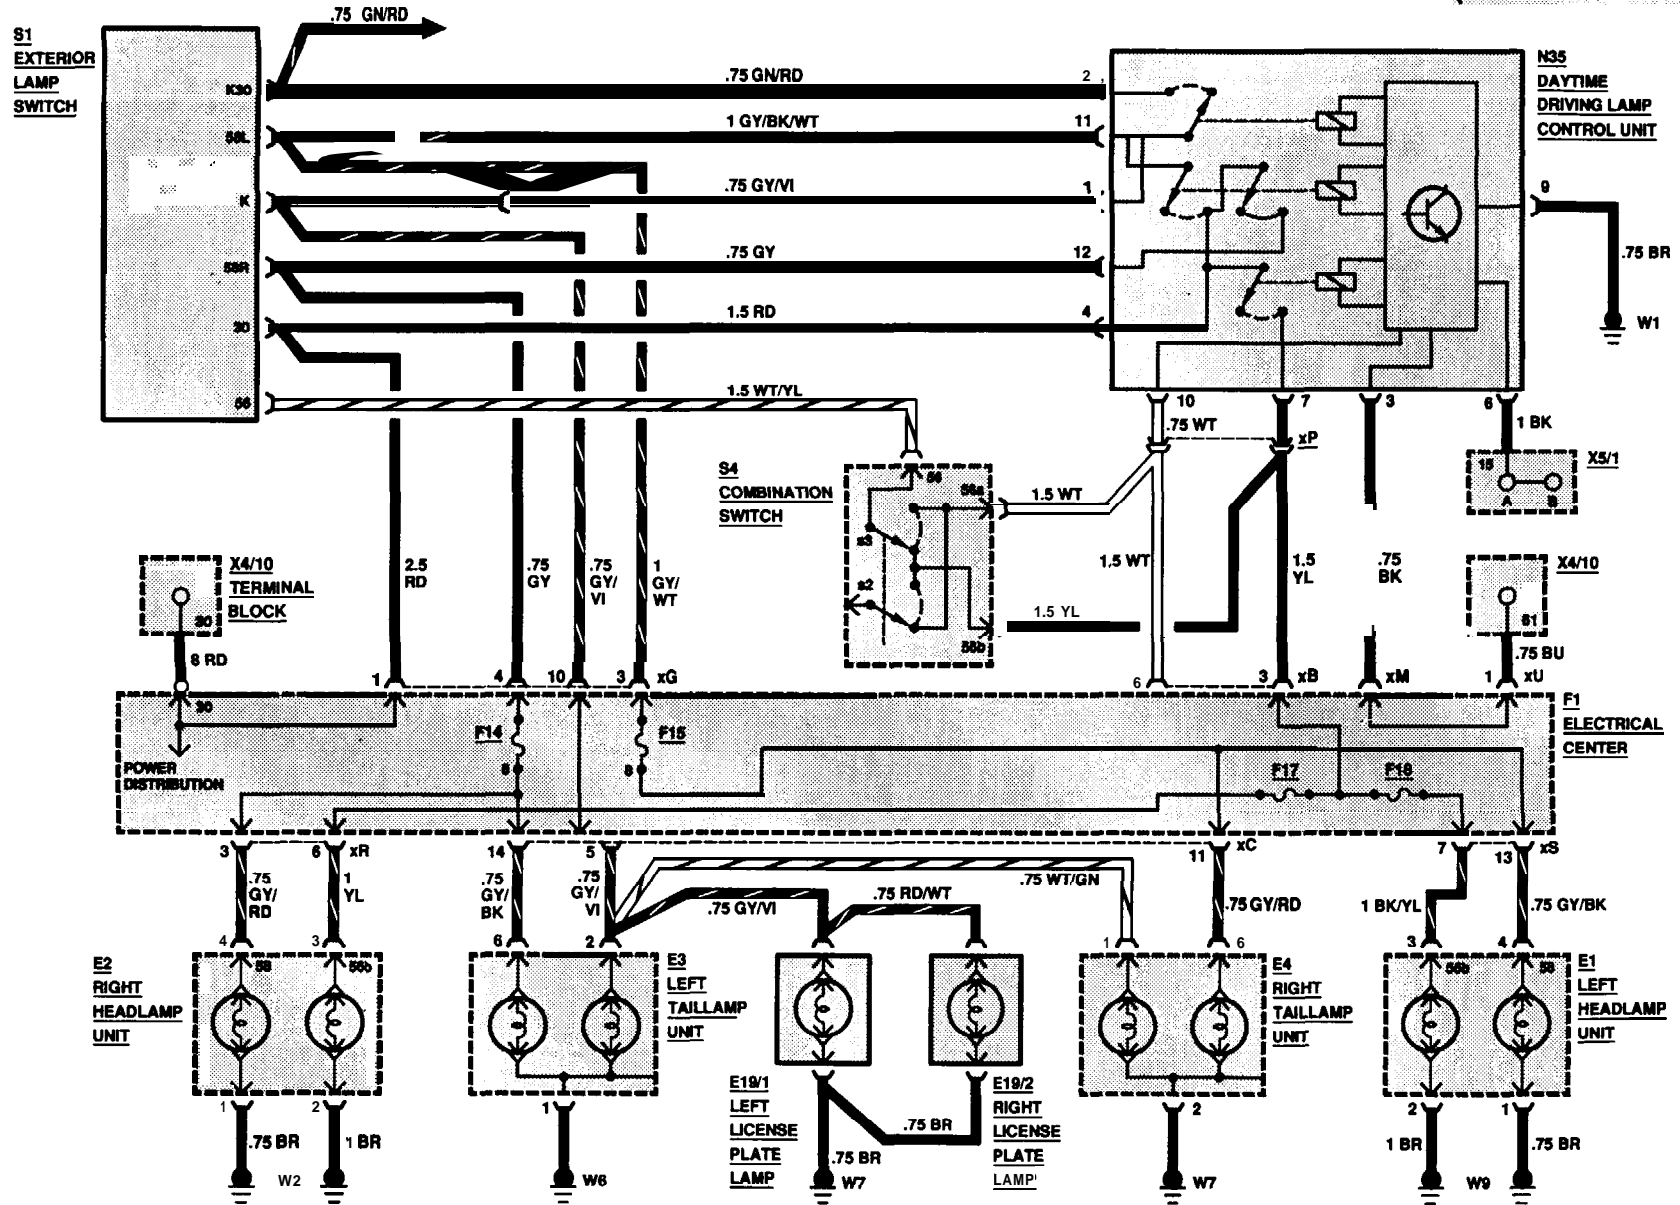 .75 GN/RD
S1
EXTERIOR
LAMP
SWITCH
K30
.75 GN/RD
2
N35
DAYTIME
DRIVING LAMP
CONTROL UNIT
58L
1 GY/BK/WT
11
K
.75 GY/VI
1
9
.75 BR
58R
.75 GY
12
30
1.5 RD
4
W1
56
1.5 WT/YL
10
7
3
6
.75 WT
xP
1 BK
S4
COMBINATION
SWITCH
56
56a
1.5 WT
15
A
B
X5/1
s3
s2
56b
1.5 YL
1.5 WT
1.5
YL
.75
BK
X4/10
TERMINAL
BLOCK
30
8 RD
2.5
RD
.75
GY
.75
GY/
VI
1
GY/
WT
X4/10
61
.75 BU
1
4
10
3
xG
6
3
xB
xM
1
xU
30
POWER
DISTRIBUTION
F14
8
F15
8
F17
F18
F1
ELECTRICAL
CENTER
3
6
xR
14
5
11
xC
7
13
xS
.75
GY/
RD
1
YL
.75
GY/
BK
.75
GY/
VI
.75 GY/VI
.75 RD/WT
.75 WT/GN
.75 GY/RD
1 BK/YL
.75 GY/BK
4
3
6
2
1
6
3
4
E2
RIGHT
HEADLAMP
UNIT
58
56b
E3
LEFT
TAILLAMP
UNIT
E4
RIGHT
TAILLAMP
UNIT
56b
58
E1
LEFT
HEADLAMP
UNIT
E19/1
LEFT
LICENSE
PLATE
LAMP
E19/2
RIGHT
LICENSE
PLATE
LAMP
1
2
1
2
2
1
.75 BR
1 BR
.75 BR
.75 BR
1 BR
.75 BR
W2
W6
W7
W7
W9